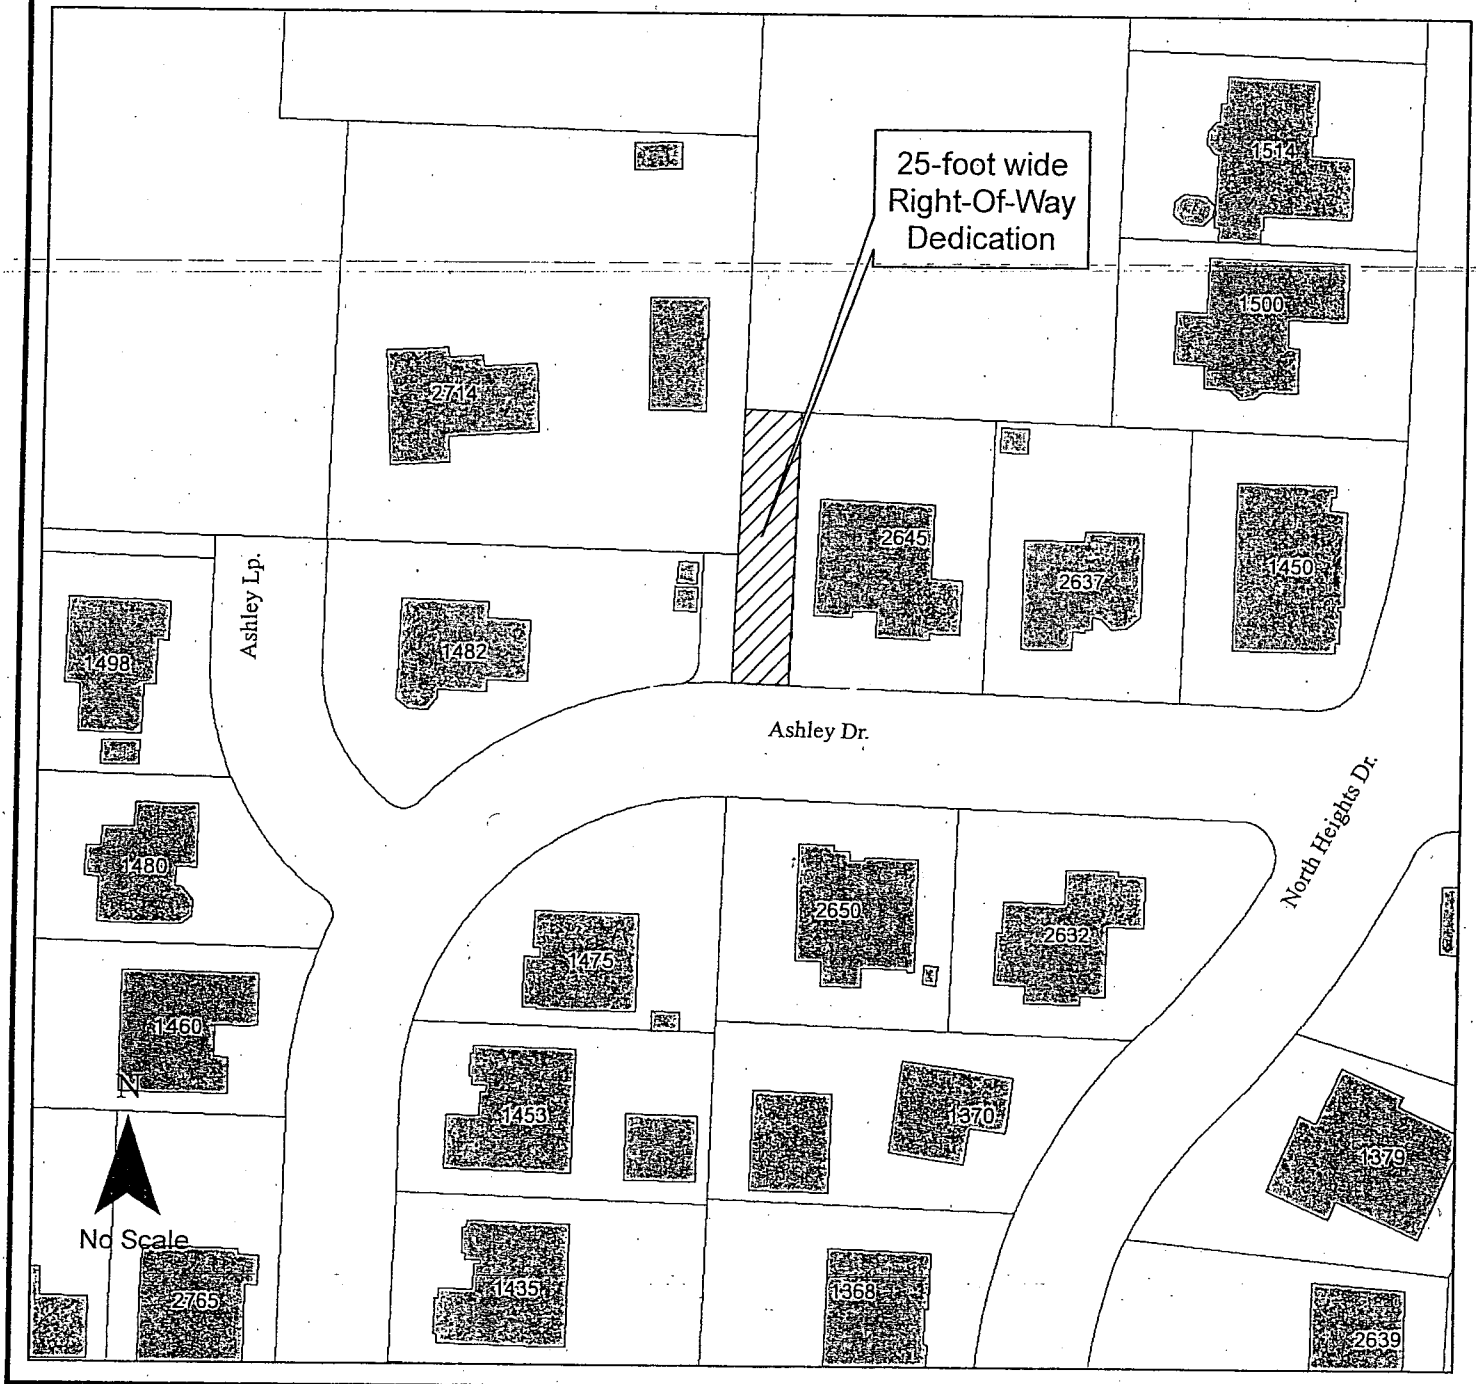 25-foot wide
Right-Of-Way
Dedication
1514
1500
2714
2645
2637
1450
Ashley Lp.
1498
1482
Ashley Dr.
North Heights Dr.
1480
2650
2632
1475
1460
N
1453
1370
1379
No Scale
2765
1435
1368
2639